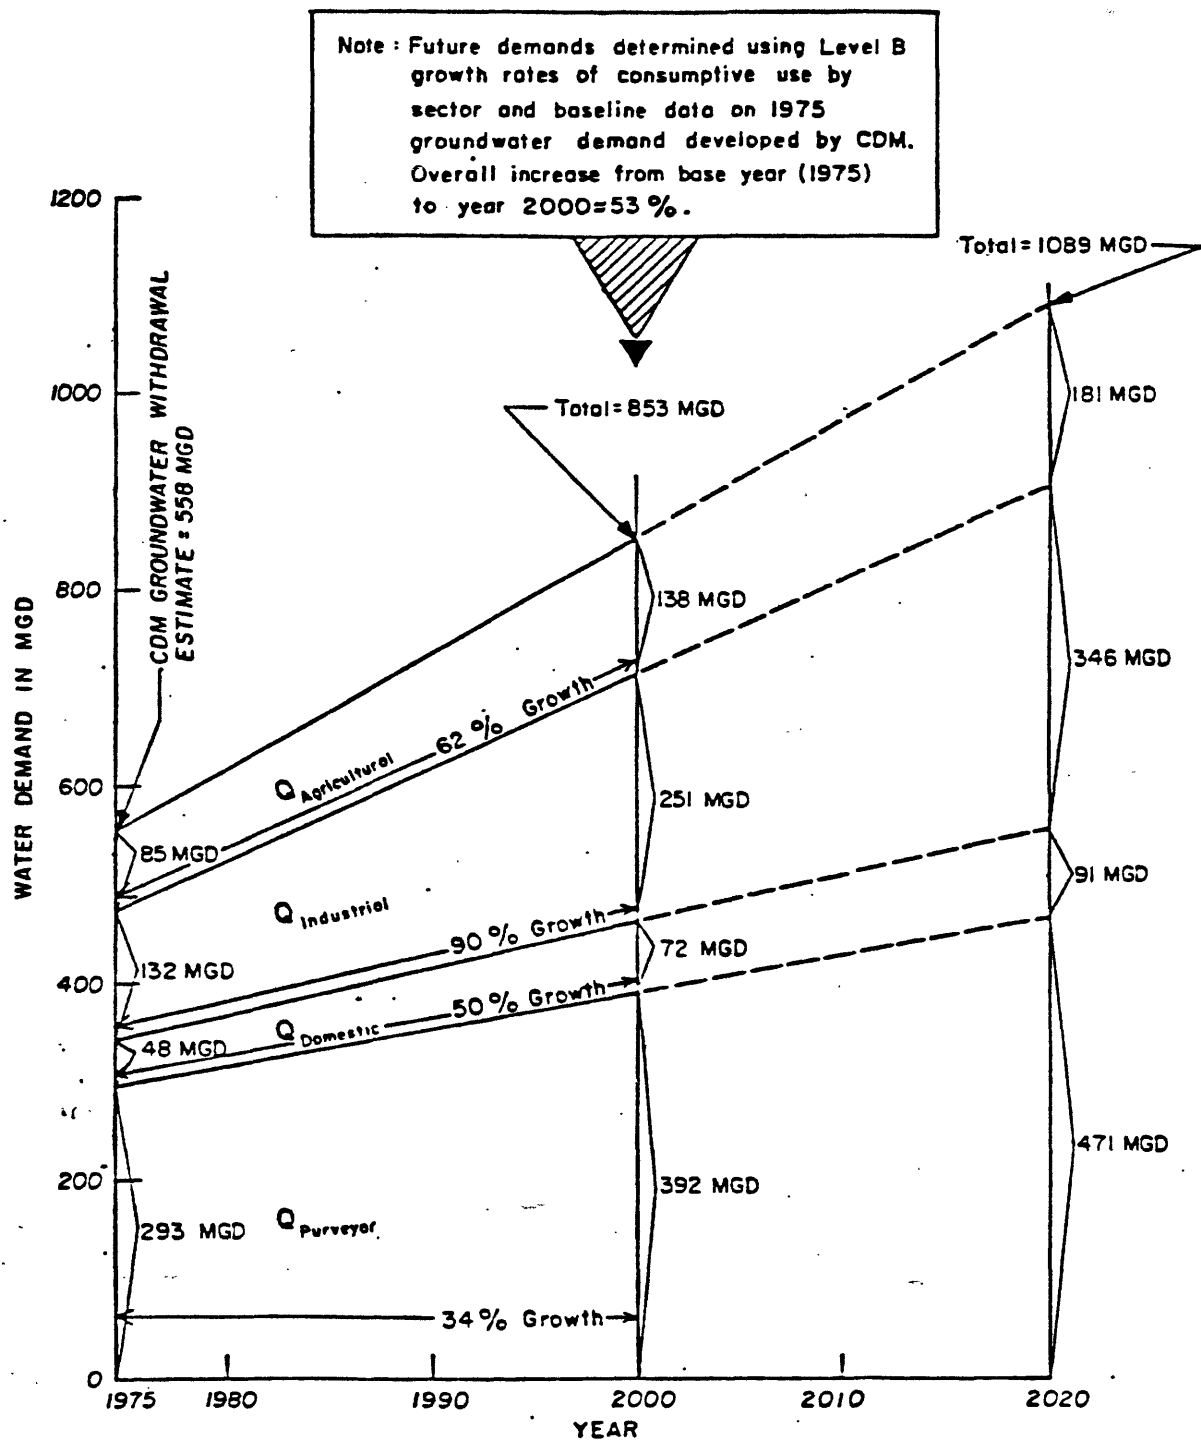 Note : Future demands determined using Level B
growth rates of consumptive use by
sector and baseline data on 1975
groundwater demand developed by CDM.
Overall increase from base year (1975)
to year 2000=53 %.
1200
Total = 1089 MGD
CDM GROUNDWATER WITHDRAWAL
ESTIMATE = 558 MGD
1000
181 MGD
Total = 853 MGD
800
138 MGD
346 MGD
WATER DEMAND IN MGD
62 % Growth
Q Agricultural
600
251 MGD
85 MGD
91 MGD
Q Industrial
90 % Growth
72 MGD
132 MGD
400
50 % Growth
Q Domestic
48 MGD
200
392 MGD
471 MGD
293 MGD
Q Purveyor
34 % Growth
0
1975 1980 1990 2000 2010 2020
YEAR